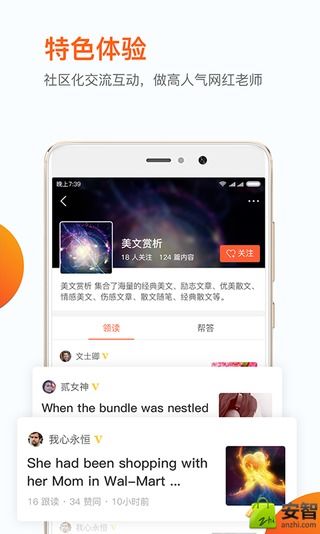 特色体验
社区化交流互动，做高人气网红老师
晚上7:39
美文赏析
18 人关注 124 篇内容
关注
美文赏析 集合了海量的经典美文、励志文章、优美散文、
情感美文、伤感文章、散文随笔、经典散文等。
领读
帮答
文士卿 V
贰女神 V
When the bundle was nestled
我心永恒 V
She had been shopping with
her Mom in Wal-Mart ...
16 跟读 · 34 赞同 · 10小时前
我心永恒 V
安智
anzhi.com